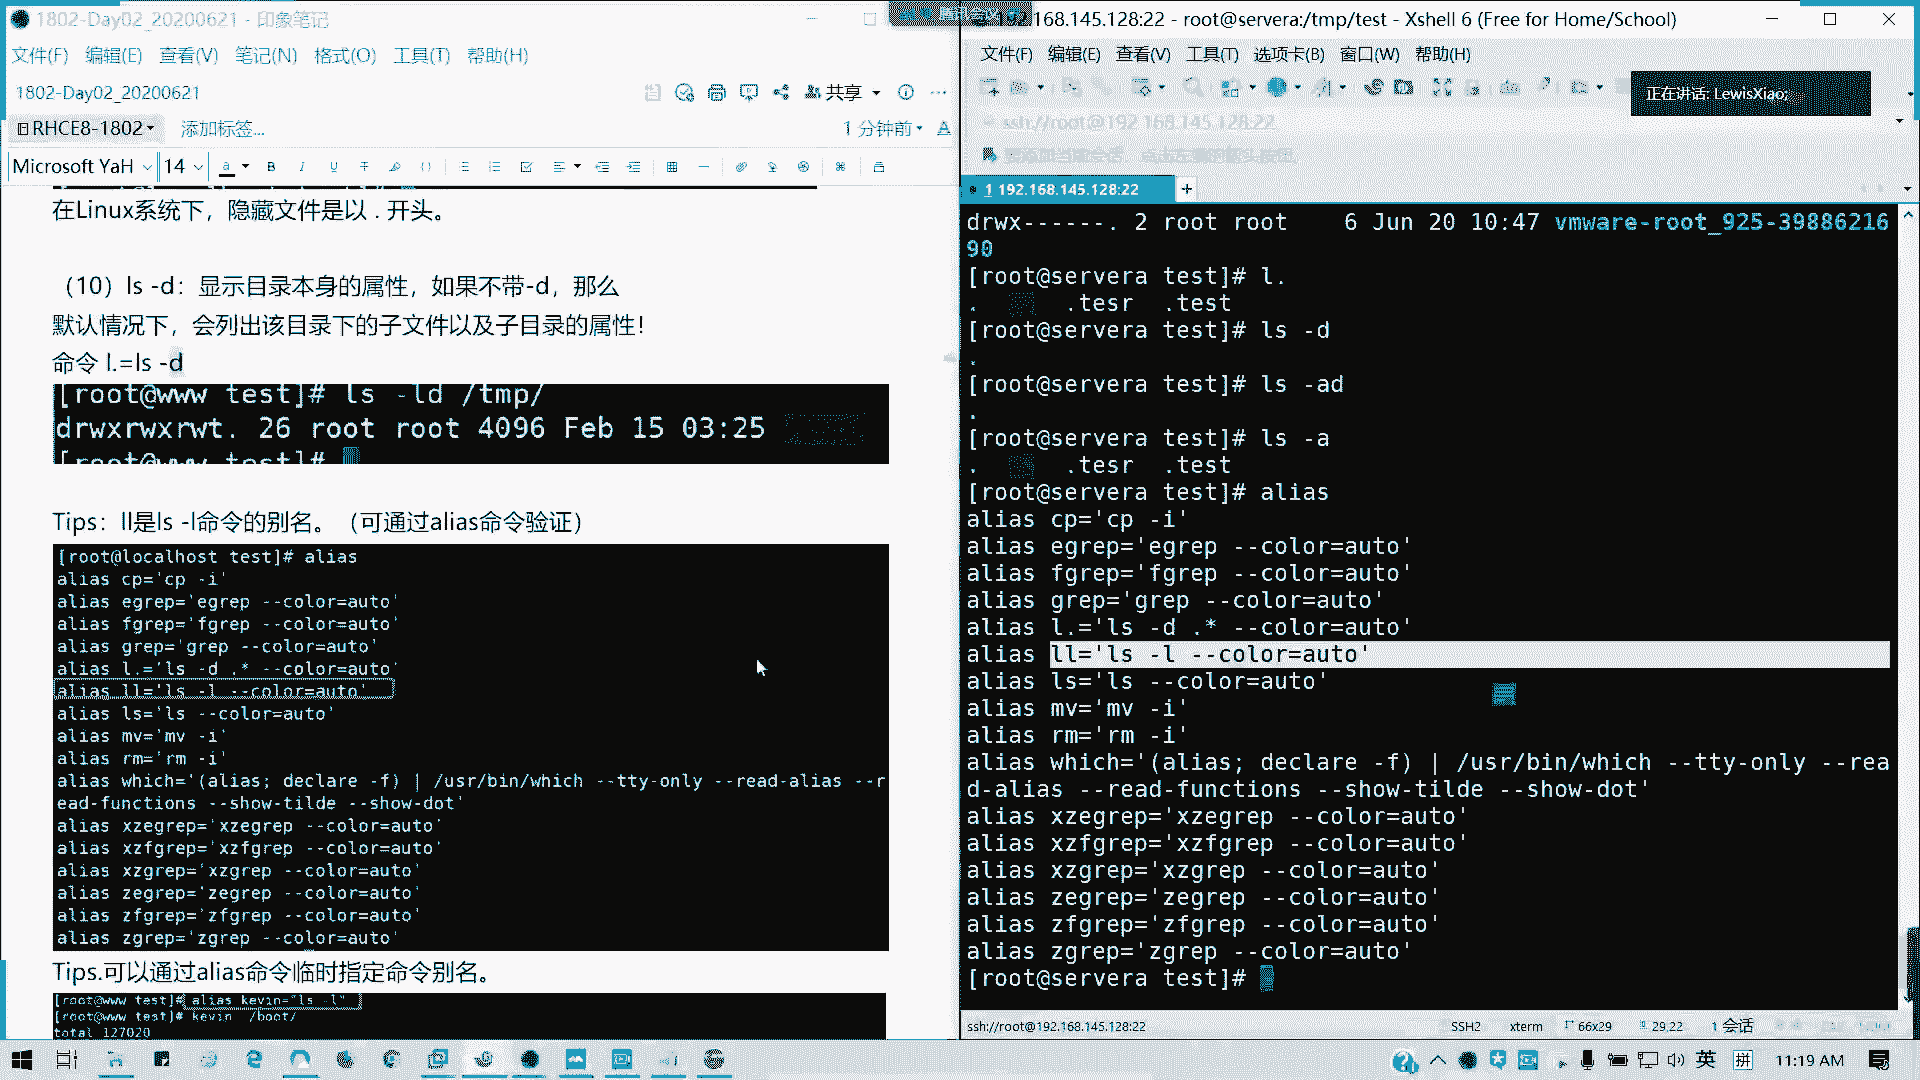 1802-Day02_20200621 - 印象笔记
文件(F) 编辑(E) 查看(V) 笔记(N) 格式(O) 工具(T) 帮助(H)
1802-Day02_20200621
共享
RHCE8-1802
添加标签...
1 分钟前
Microsoft YaH 14
在Linux系统下，隐藏文件是以 . 开头。
（10）ls -d：显示目录本身的属性，如果不带-d，那么
默认情况下，会列出该目录下的子文件以及子目录的属性！
命令 l.=ls -d
[root@www test]# ls -ld /tmp/
drwxrwxrwt. 26 root root 4096 Feb 15 03:25
[root@www test]#
Tips：ll是ls -l命令的别名。（可通过alias命令验证）
[root@localhost test]# alias
alias cp='cp -i'
alias egrep='egrep --color=auto'
alias fgrep='fgrep --color=auto'
alias grep='grep --color=auto'
alias l.='ls -d .* --color=auto'
alias ll='ls -l --color=auto'
alias ls='ls --color=auto'
alias mv='mv -i'
alias rm='rm -i'
alias which='(alias; declare -f) | /usr/bin/which --tty-only --read-alias --r
ead-functions --show-tilde --show-dot'
alias xzegrep='xzegrep --color=auto'
alias xzfgrep='xzfgrep --color=auto'
alias xzgrep='xzgrep --color=auto'
alias zegrep='zegrep --color=auto'
alias zfgrep='zfgrep --color=auto'
alias zgrep='zgrep --color=auto'
Tips.可以通过alias命令临时指定命令别名。
[root@www test]# alias kevin="ls -l"
[root@www test]# kevin /boot/
total 127020
192.168.145.128:22 - root@servera:/tmp/test - Xshell 6 (Free for Home/School)
文件(F) 编辑(E) 查看(V) 工具(T) 选项卡(B) 窗口(W) 帮助(H)
正在讲话: LewisXiao;
ssh://root@192.168.145.128:22
1 192.168.145.128:22
drwx------. 2 root root    6 Jun 20 10:47 vmware-root_925-39886216
90
[root@servera test]# l.
.  .tesr  .test
[root@servera test]# ls -d
.
[root@servera test]# ls -ad
.
[root@servera test]# ls -a
.  .tesr  .test
[root@servera test]# alias
alias cp='cp -i'
alias egrep='egrep --color=auto'
alias fgrep='fgrep --color=auto'
alias grep='grep --color=auto'
alias l.='ls -d .* --color=auto'
alias ll='ls -l --color=auto'
alias ls='ls --color=auto'
alias mv='mv -i'
alias rm='rm -i'
alias which='(alias; declare -f) | /usr/bin/which --tty-only --rea
d-alias --read-functions --show-tilde --show-dot'
alias xzegrep='xzegrep --color=auto'
alias xzfgrep='xzfgrep --color=auto'
alias xzgrep='xzgrep --color=auto'
alias zegrep='zegrep --color=auto'
alias zfgrep='zfgrep --color=auto'
alias zgrep='zgrep --color=auto'
[root@servera test]#
ssh://root@192.168.145.128:22 SSH2 xterm 66x29 29,22 1 会话
英 拼 11:19 AM